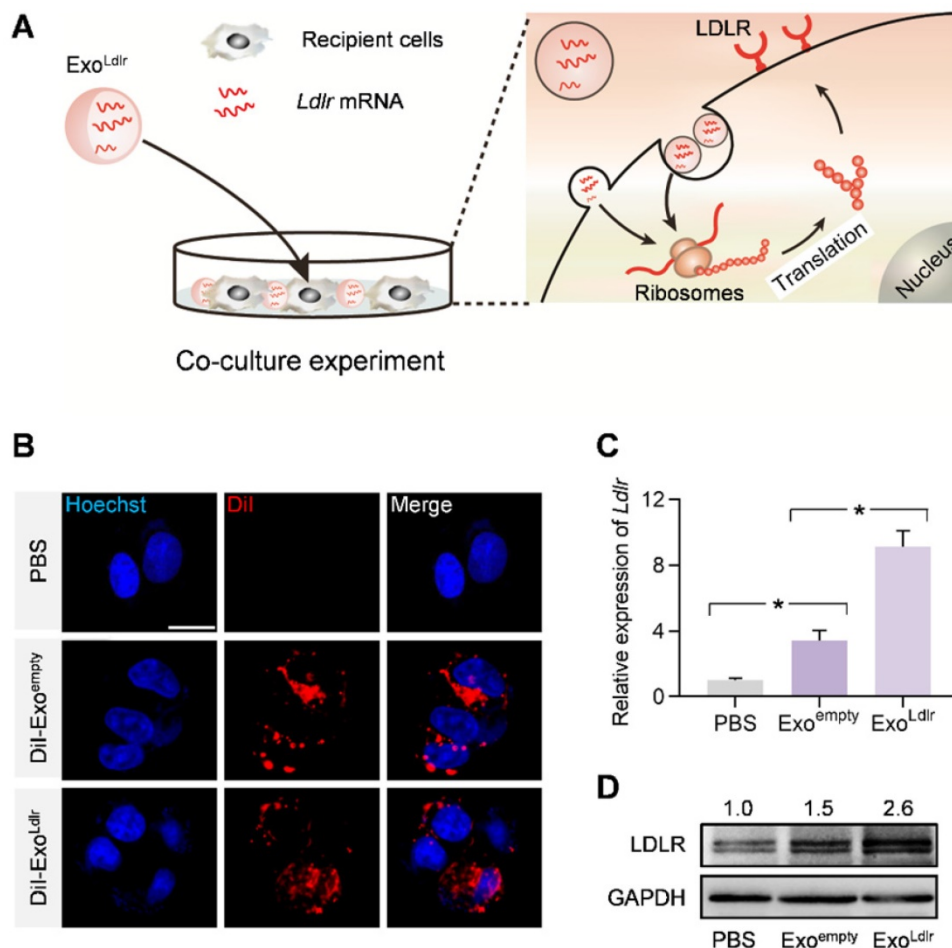 A
Exo^Ldlr
Recipient cells
Ldlr mRNA
Co-culture experiment
LDLR
Ribosomes
Translation
Nucleus
B
Hoechst
DiI
Merge
PBS
DiI-Exo^empty
DiI-Exo^Ldlr
C
Relative expression of Ldlr
12
8
4
0
*
*
PBS
Exo^empty
Exo^Ldlr
D
1.0 1.5 2.6
LDLR
GAPDH
PBS Exo^empty Exo^Ldlr